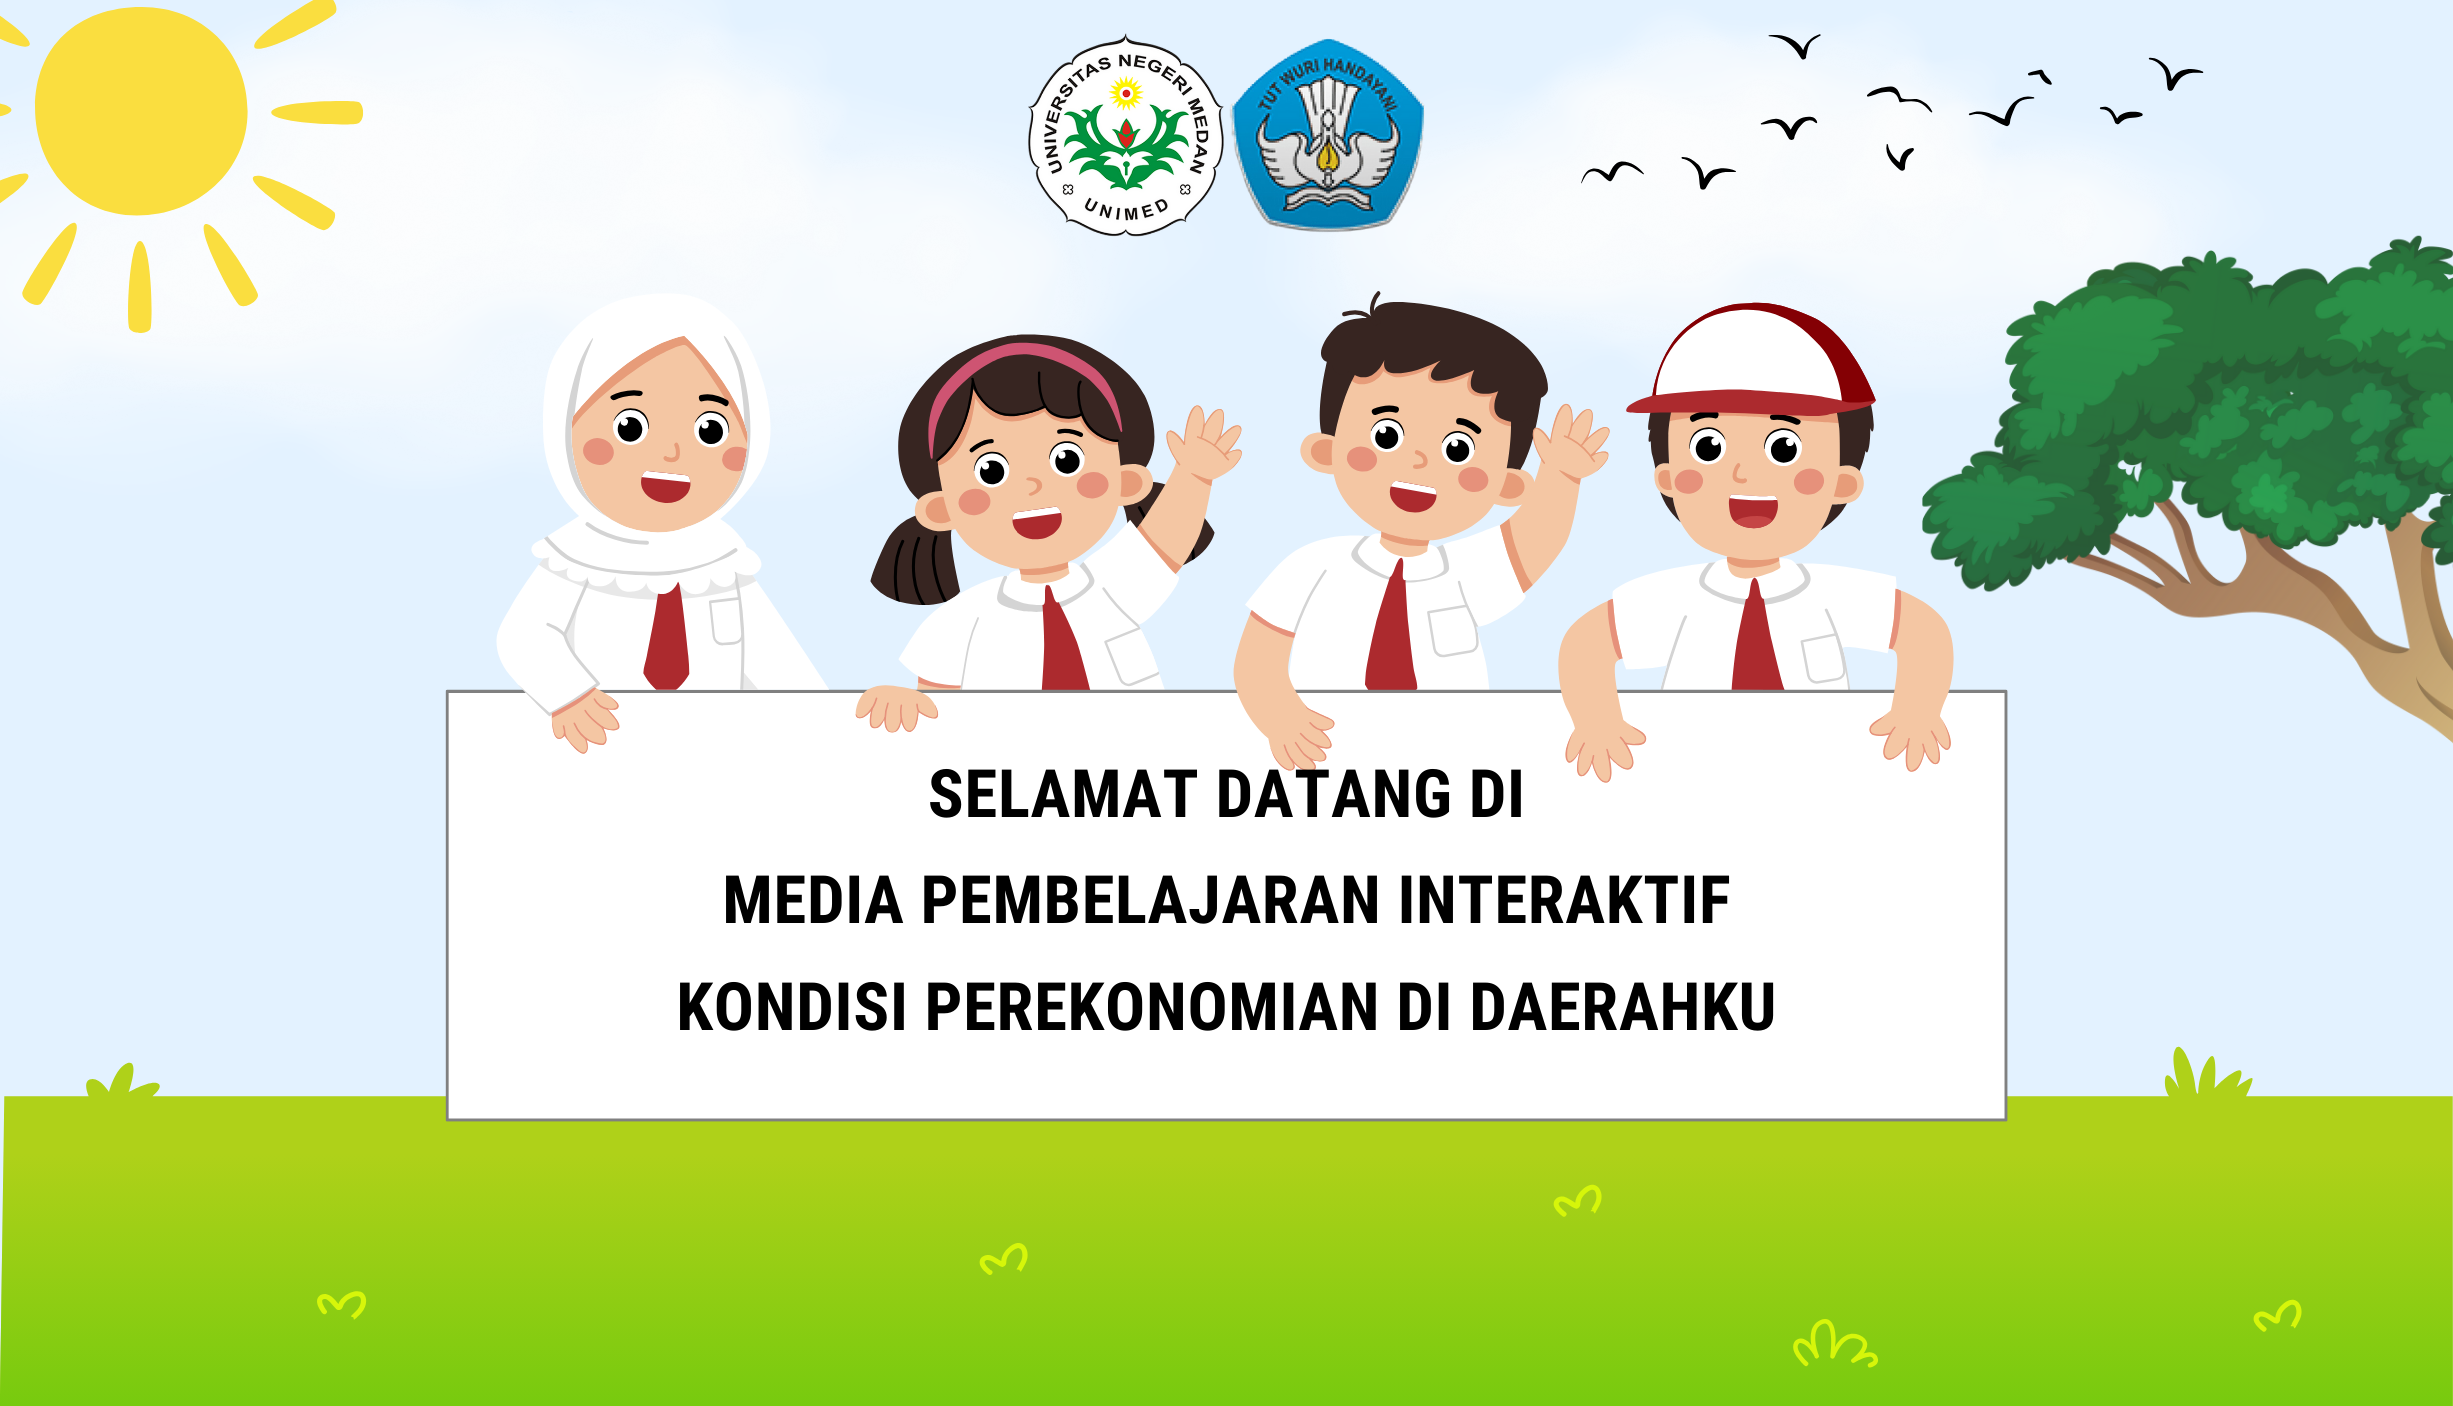 UNIVERSITAS NEGERI MEDAN
UNIMED
TUT WURI HANDAYANI
SELAMAT DATANG DI
MEDIA PEMBELAJARAN INTERAKTIF
KONDISI PEREKONOMIAN DI DAERAHKU